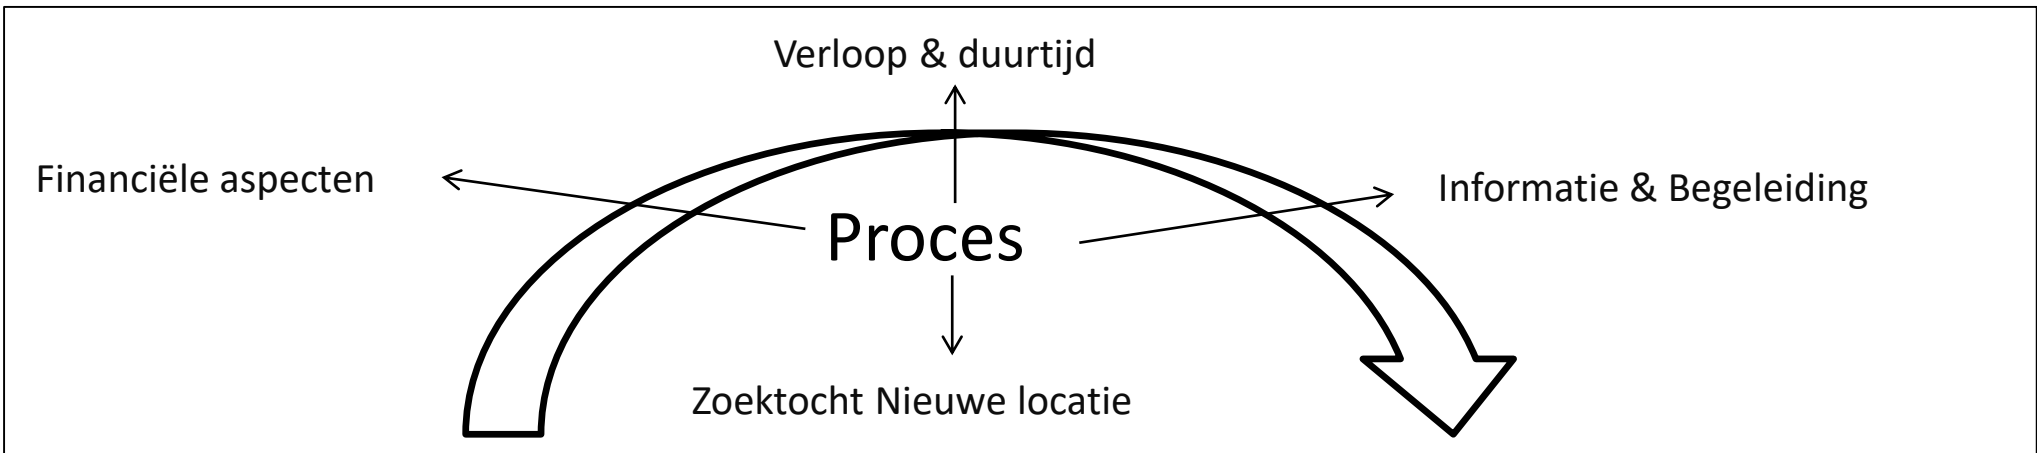 Verloop & duurtijd
Financiële aspecten
Informatie & Begeleiding
Proces
Zoektocht Nieuwe locatie